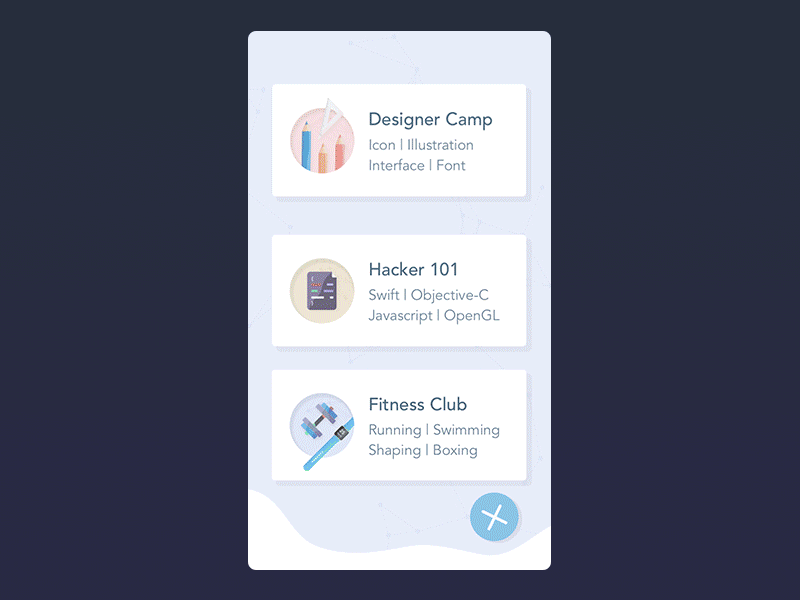 Designer Camp
Icon | Illustration
Interface | Font
Hacker 101
Swift | Objective-C
Javascript | OpenGL
Fitness Club
Running | Swimming
Shaping | Boxing